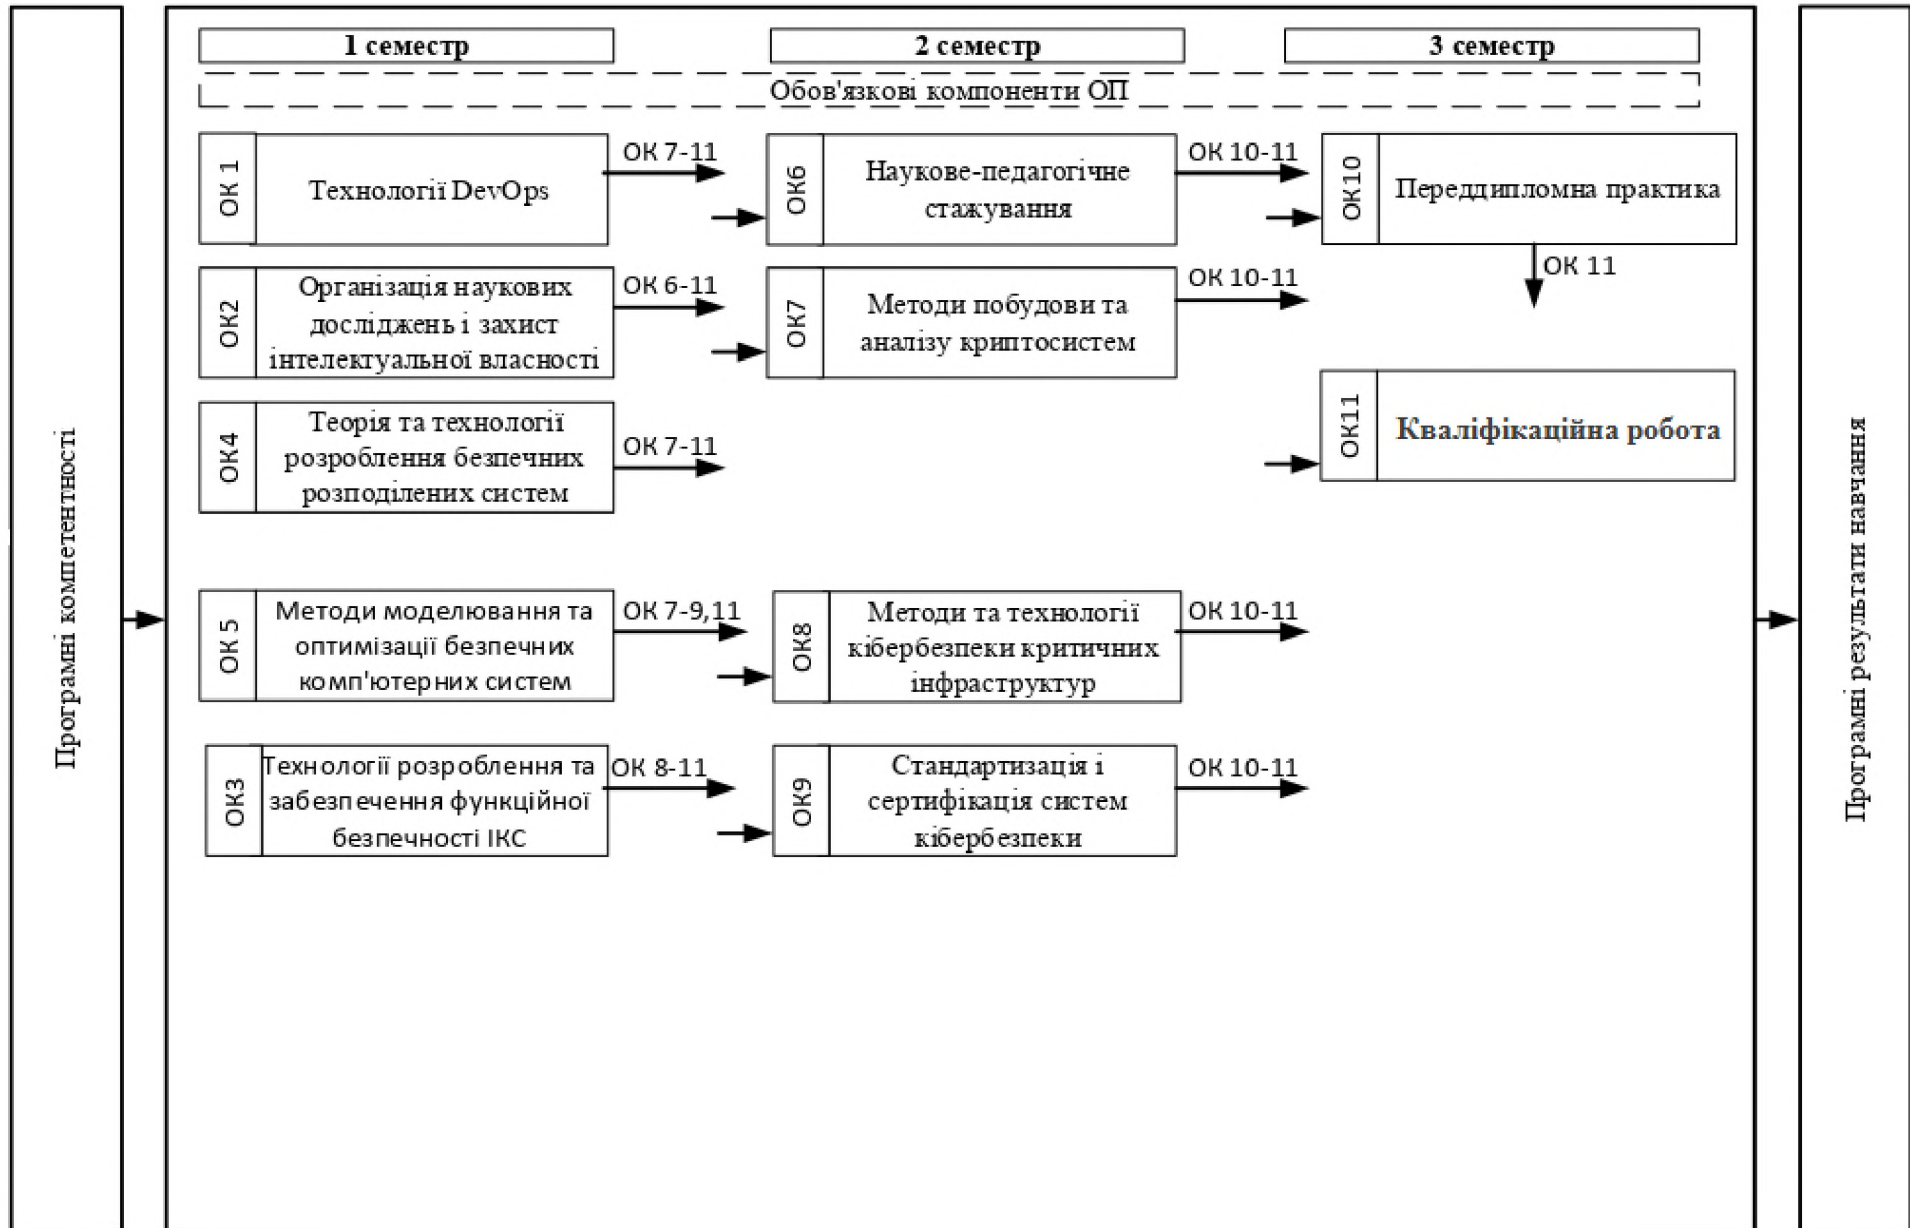 1 семестр
2 семестр
3 семестр
Обов'язкові компоненти ОП
ОК 1
Технології DevOps
ОК 7-11
ОК6
Наукове-педагогічне
стажування
ОК 10-11
ОК10
Переддипломна практика
ОК 11
ОК2
Організація наукових
досліджень і захист
інтелектуальної власності
ОК 6-11
ОК7
Методи побудови та
аналізу криптосистем
ОК 10-11
ОК4
Теорія та технології
розроблення безпечних
розподілених систем
ОК 7-11
ОК11
Кваліфікаційна робота
ОК 5
Методи моделювання та
оптимізації безпечних
комп'ютерних систем
ОК 7-9,11
ОК8
Методи та технології
кібербезпеки критичних
інфраструктур
ОК 10-11
ОК3
Технології розроблення та
забезпечення функційної
безпечності ІКС
ОК 8-11
ОК9
Стандартизація і
сертифікація систем
кібербезпеки
ОК 10-11
Програмні компетентності
Програмні результати навчання